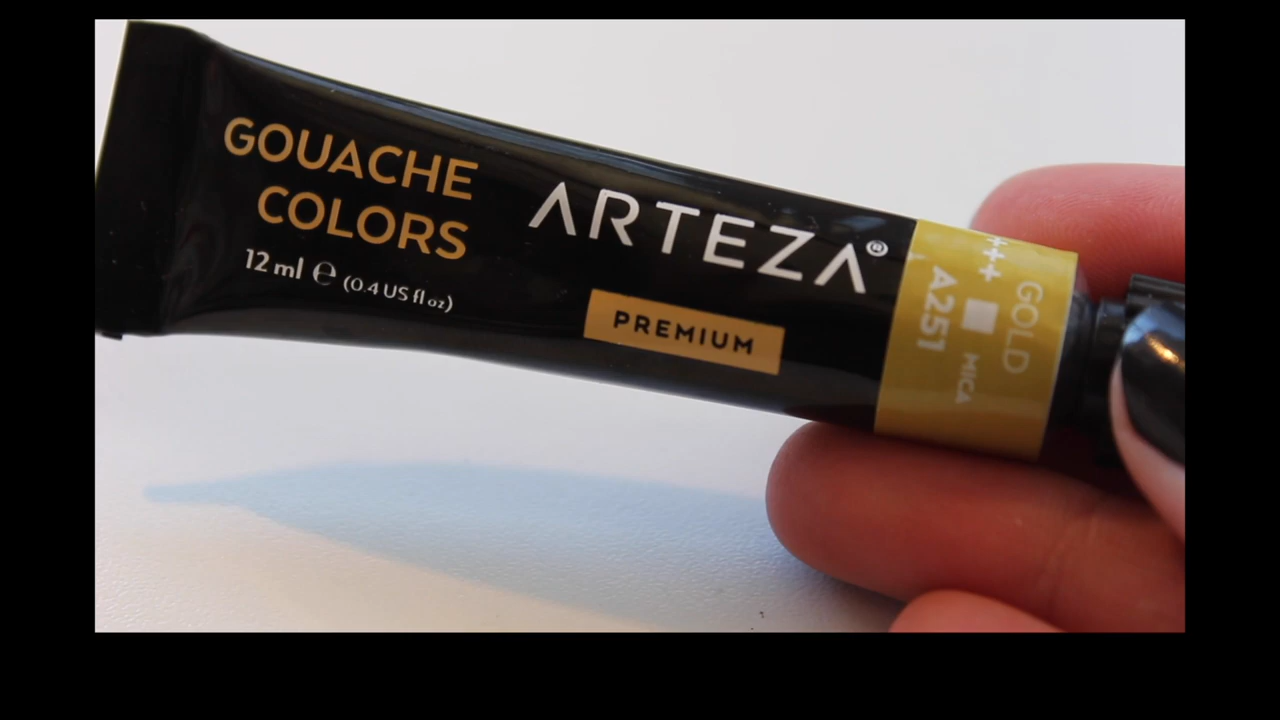 GOUACHE
COLORS
12 ml ℮ (0.4 US fl oz)
ARTEZA®
PREMIUM
GOLD
+++ MICA
A251